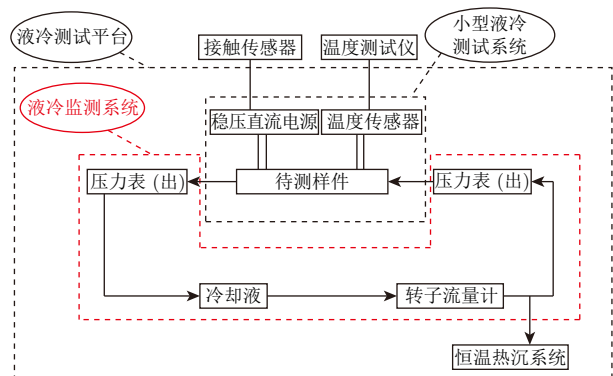 液冷测试平台
接触传感器
温度测试仪
小型液冷
测试系统
液冷监测系统
稳压直流电源
温度传感器
压力表 (出)
待测样件
压力表 (出)
冷却液
转子流量计
恒温热沉系统